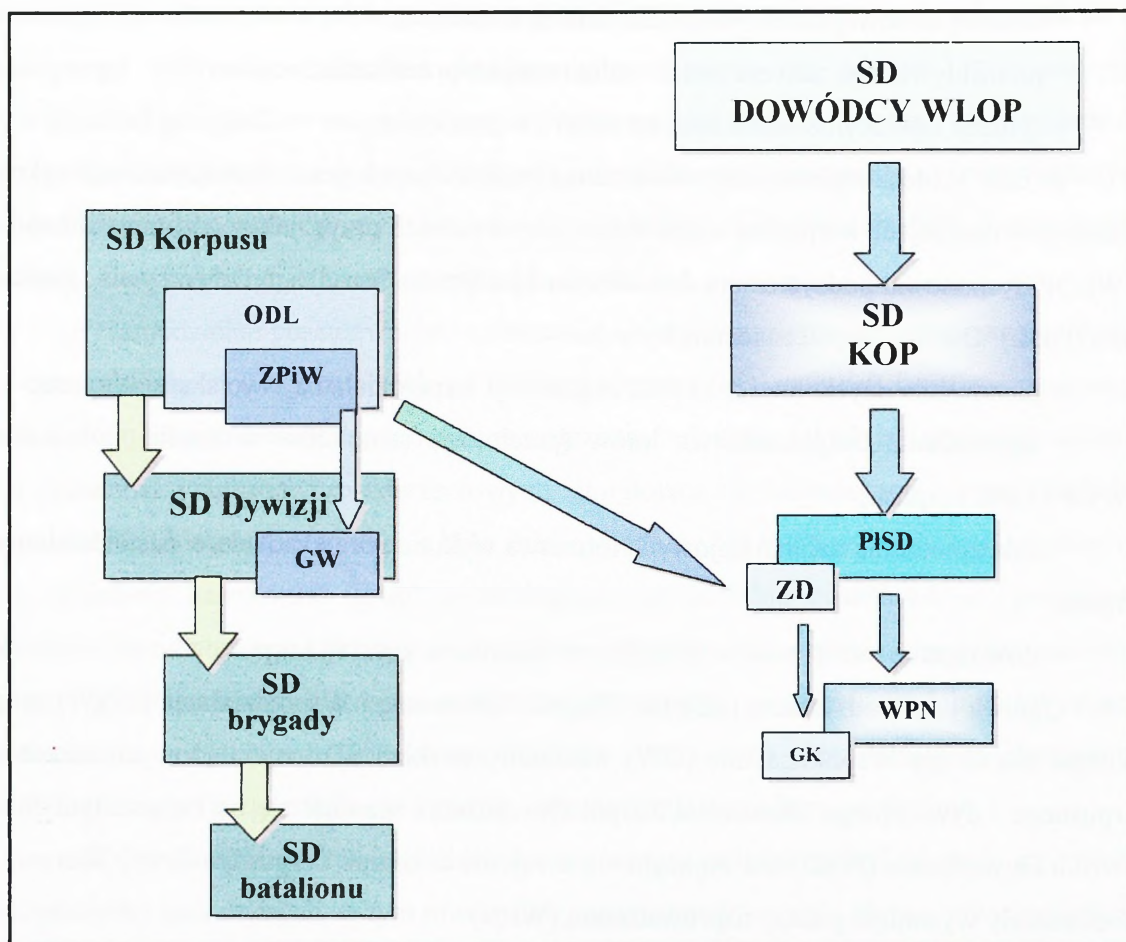 SD
DOWÓDCY WLOP
SD Korpusu
ODL
ZPiW
SD
KOP
SD Dywizji
GW
PlSD
ZD
SD
brygady
WPN
GK
SD
batalionu